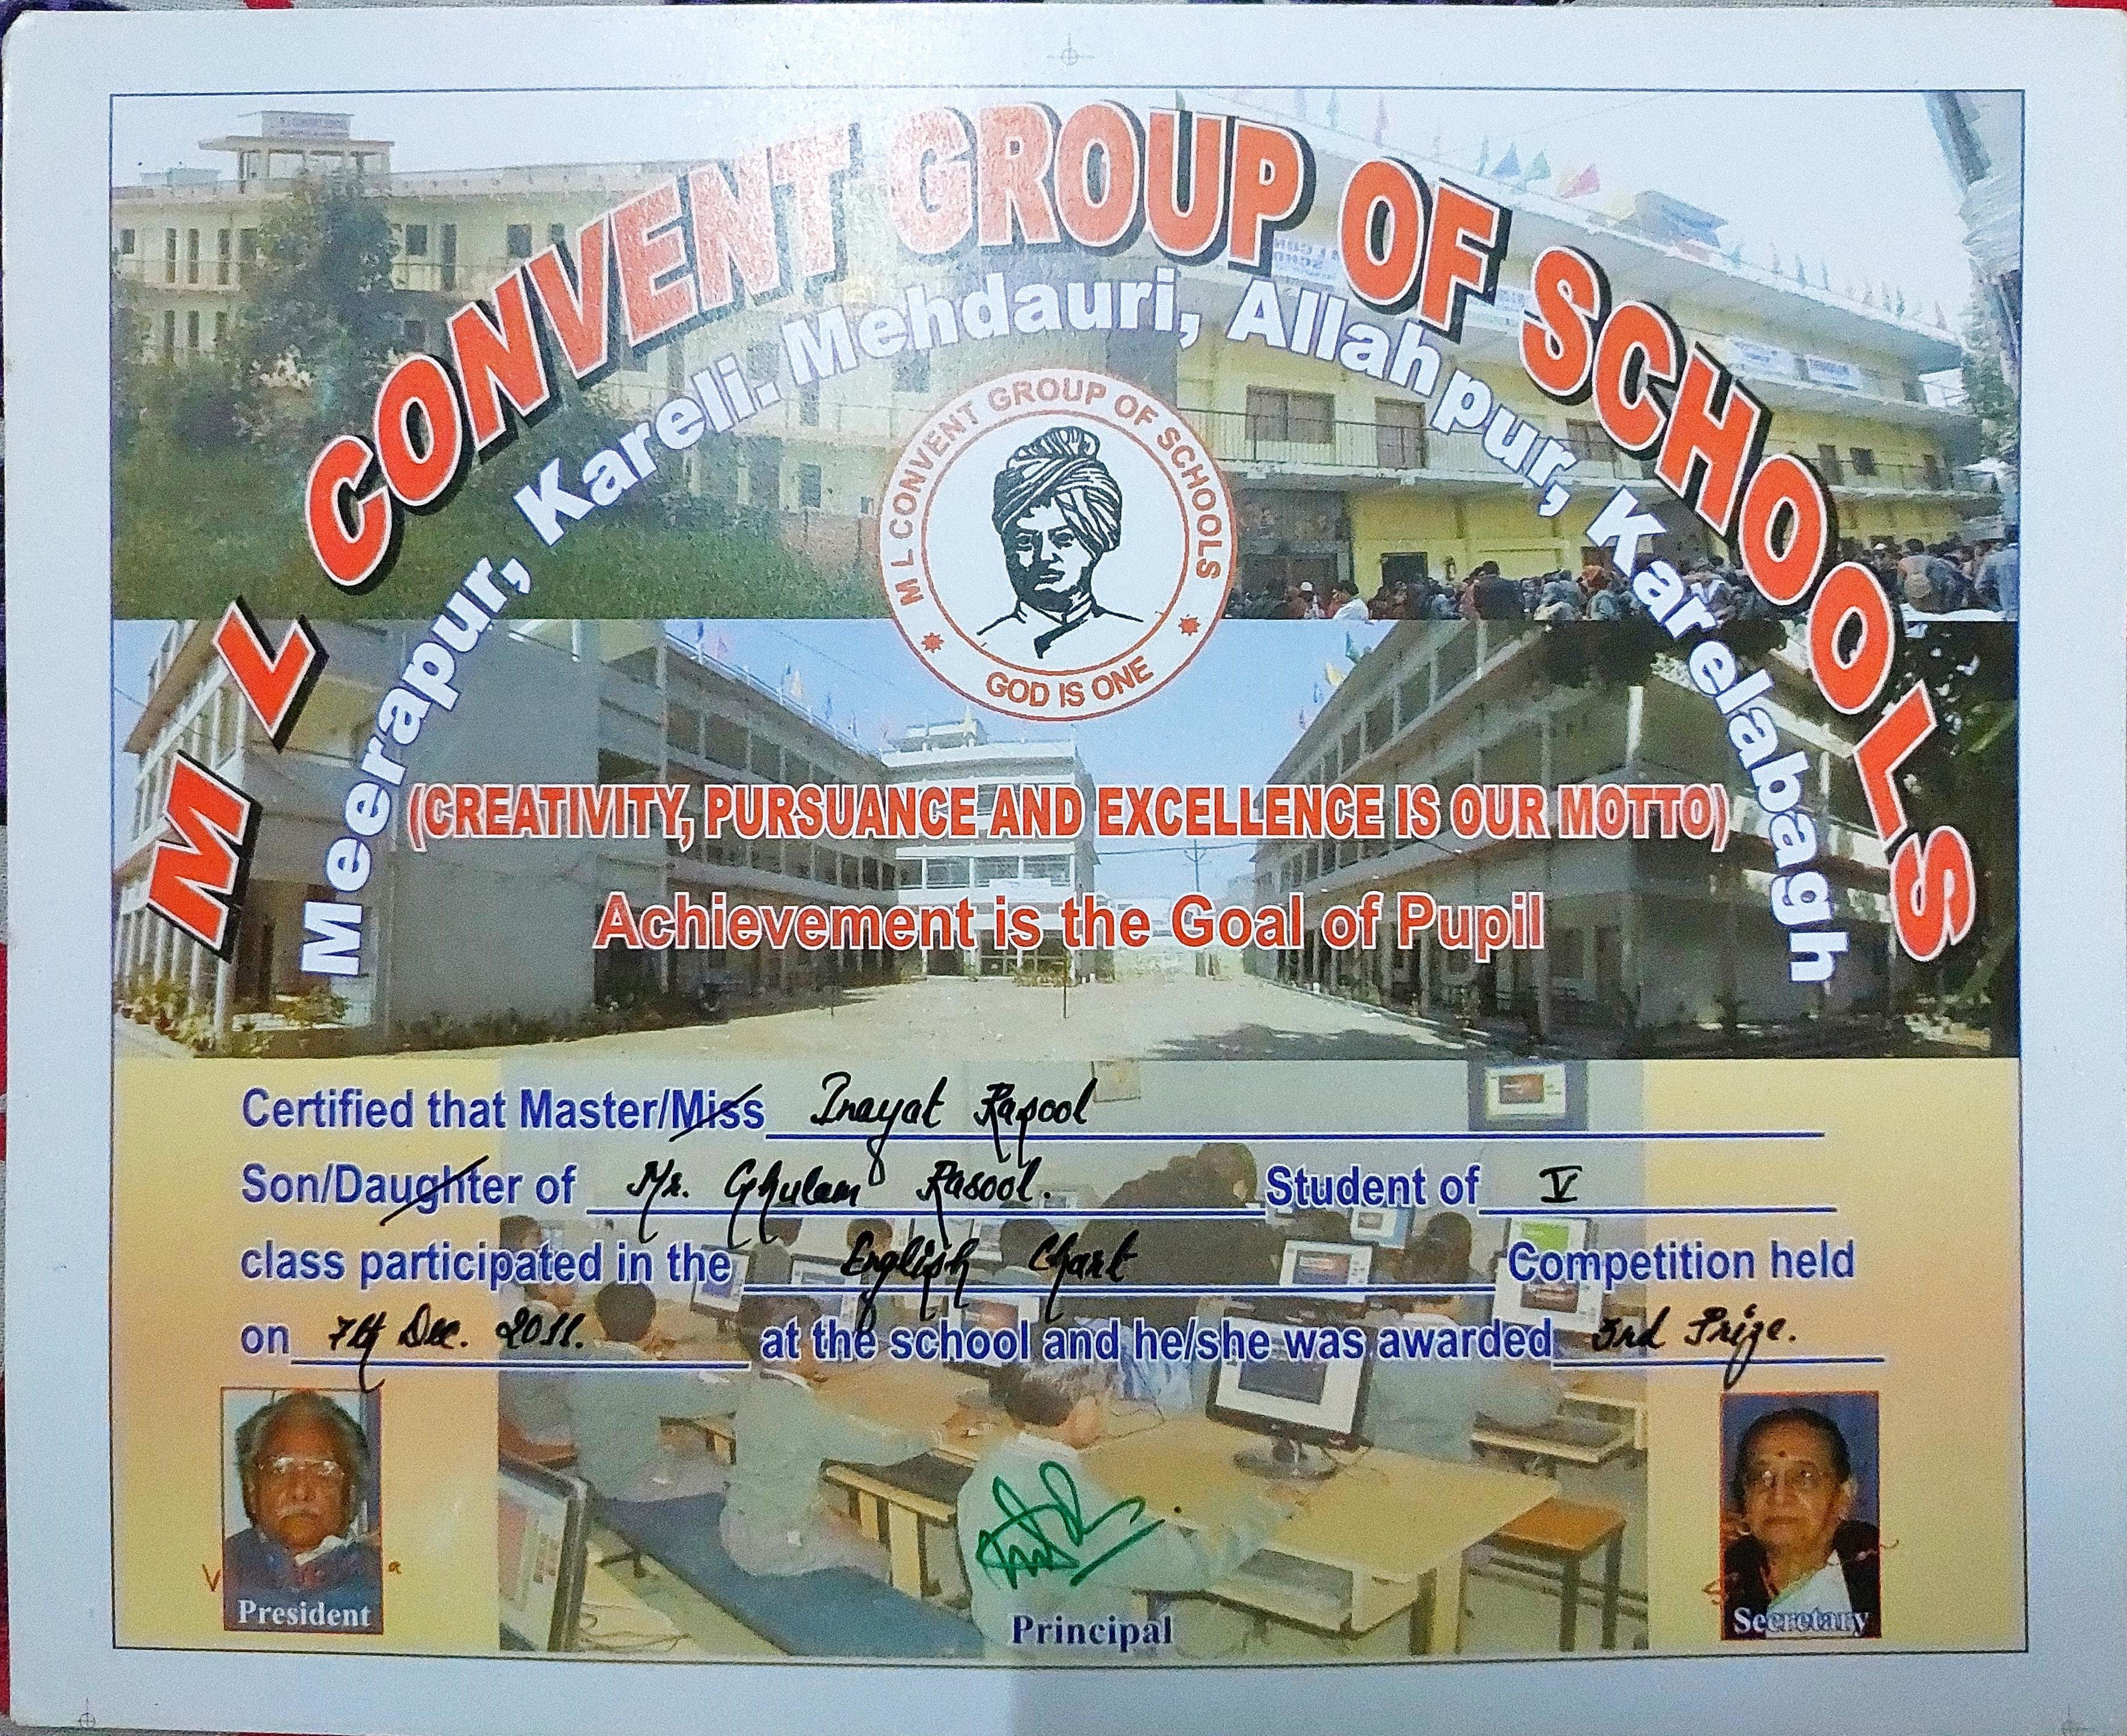 M L CONVENT GROUP OF SCHOOLS
Meerapur, Kareli. Mehdauri, Allahpur, Karelabagh
M L CONVENT GROUP OF SCHOOLS
GOD IS ONE
(CREATIVITY, PURSUANCE AND EXCELLENCE IS OUR MOTTO)
Achievement is the Goal of Pupil
Certified that Master/Miss Inayat Rasool
Son/Daughter of Mr. Ghulam Rasool. Student of V
class participated in the English Chart Competition held
on 7th Dec. 2011. at the school and he/she was awarded 3rd Prize.
President
Principal
Secretary